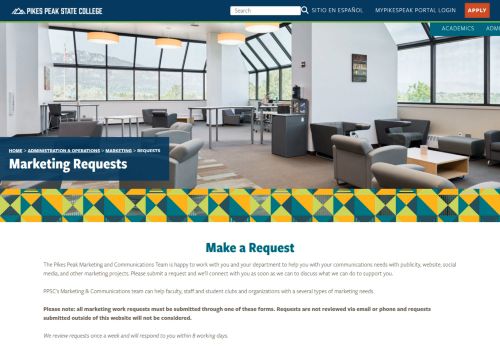 PIKES PEAK STATE COLLEGE
Search
SITIO EN ESPAÑOL
MYPIKESPEAK PORTAL LOGIN
APPLY
ACADEMICS
ADMI
HOME > ADMINISTRATION & OPERATIONS > MARKETING > REQUESTS
Marketing Requests
Make a Request
The Pikes Peak Marketing and Communications Team is happy to work with you and your department to help you with your communications needs with publicity, website, social
media, and other marketing projects. Please submit a request and we'll connect with you as soon as we can to discuss what we can do to support you.
PPSC's Marketing & Communications team can help faculty, staff and student clubs and organizations with a several types of marketing needs.
Please note: all marketing work requests must be submitted through one of these forms. Requests are not reviewed via email or phone and requests
submitted outside of this website will not be considered.
We review requests once a week and will respond to you within 8 working days.